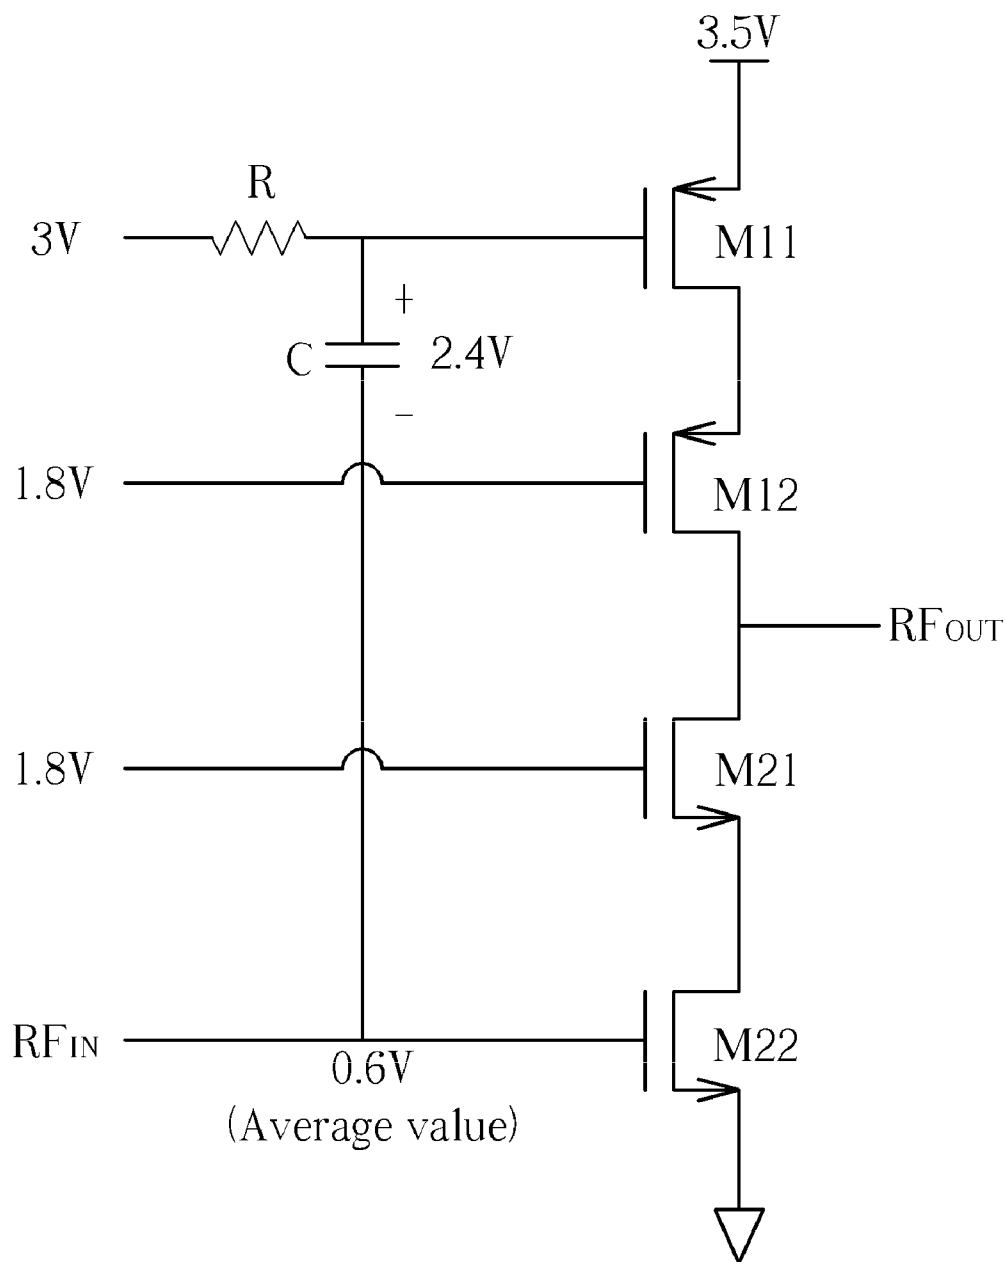 3.5V
R
3V
M11
+
C
2.4V
-
1.8V
M12
RFOUT
1.8V
M21
RFIN
0.6V
M22
(Average value)